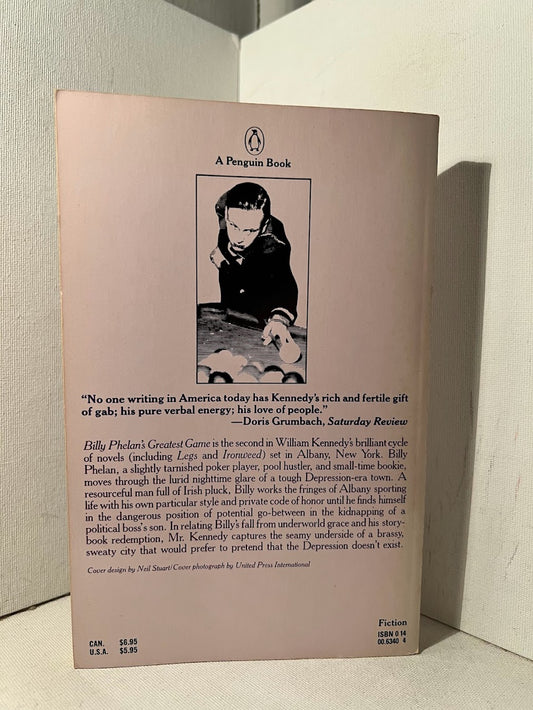 A Penguin Book
“No one writing in America today has Kennedy's rich and fertile gift
of gab; his pure verbal energy; his love of people.”
—Doris Grumbach, Saturday Review
Billy Phelan's Greatest Game is the second in William Kennedy's brilliant cycle
of novels (including Legs and Ironweed) set in Albany, New York. Billy
Phelan, a slightly tarnished poker player, pool hustler, and small-time bookie,
moves through the lurid nighttime glare of a tough Depression-era town. A
resourceful man full of Irish pluck, Billy works the fringes of Albany sporting
life with his own particular style and private code of honor until he finds himself
in the dangerous position of potential go-between in the kidnapping of a
political boss's son. In relating Billy's fall from underworld grace and his story-
book redemption, Mr. Kennedy captures the seamy underside of a brassy,
sweaty city that would prefer to pretend that the Depression doesn't exist.
Cover design by Neil Stuart/Cover photograph by United Press International
Fiction
CAN. $6.95
U.S.A. $5.95
ISBN 0 14
00.6340 4